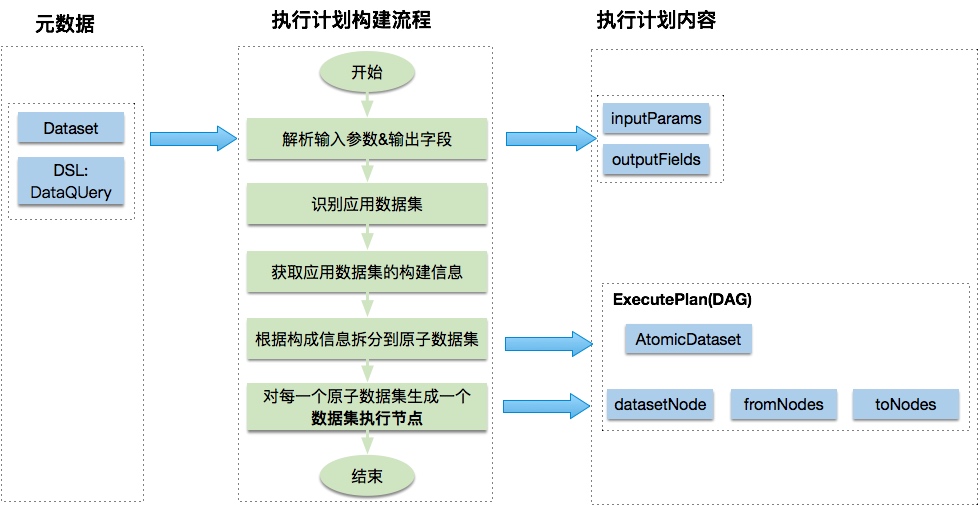 元数据
执行计划构建流程
执行计划内容
Dataset
DSL:
DataQUery
开始
解析输入参数&输出字段
识别应用数据集
获取应用数据集的构建信息
根据构成信息拆分到原子数据集
对每一个原子数据集生成一个
数据集执行节点
结束
inputParams
outputFields
ExecutePlan(DAG)
AtomicDataset
datasetNode
fromNodes
toNodes